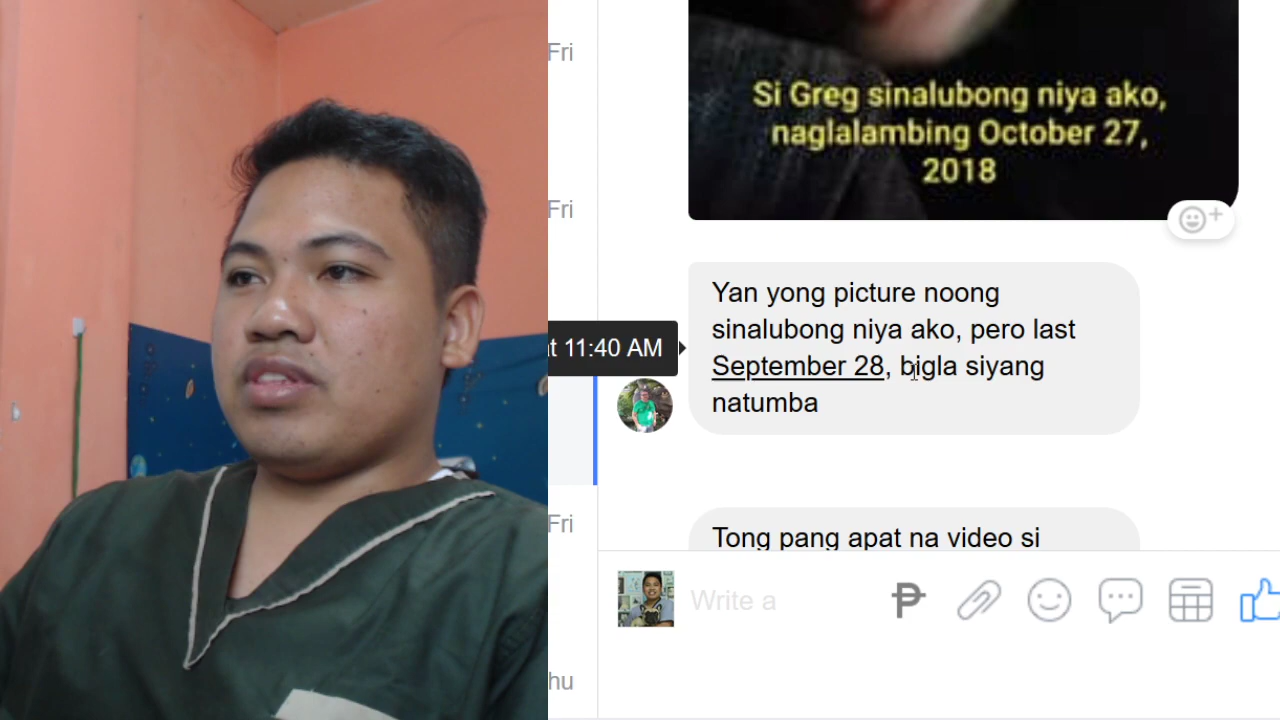 Fri
Fri
Si Greg sinalubong niya ako,
naglalambing October 27,
2018
Yan yong picture noong
sinalubong niya ako, pero last
September 28, bigla siyang
natumba
t 11:40 AM
Fri
Tong pang apat na video si
Write a
hu